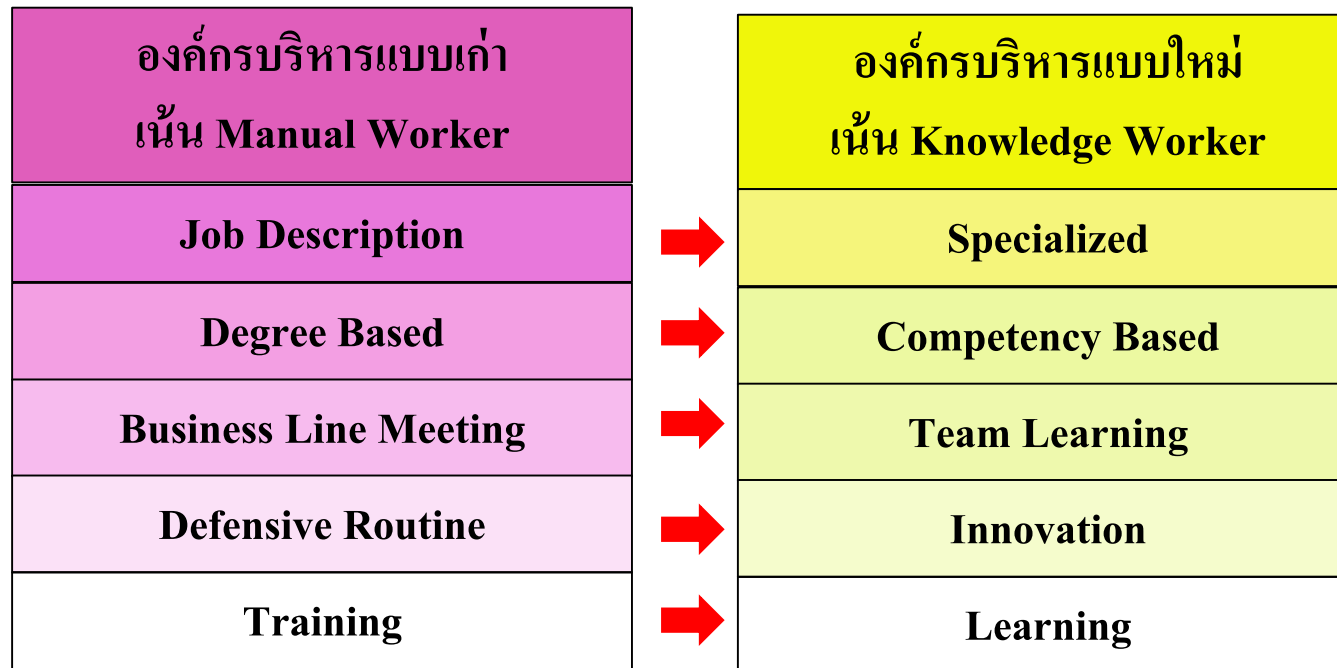 องค์กรบริหารแบบเก่า
เน้น Manual Worker
Job Description
Degree Based
Business Line Meeting
Defensive Routine
Training
องค์กรบริหารแบบใหม่
เน้น Knowledge Worker
Specialized
Competency Based
Team Learning
Innovation
Learning